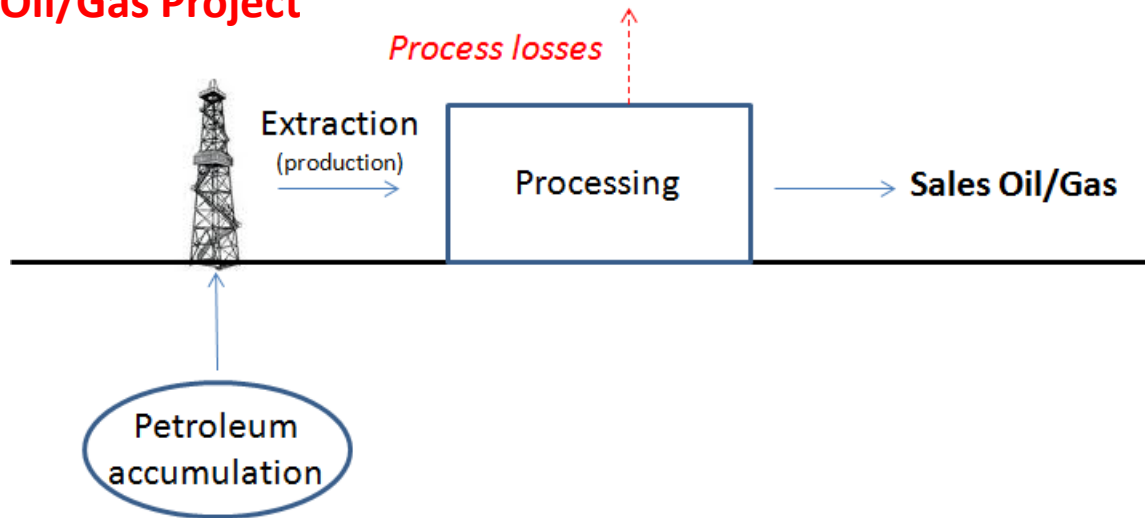 Oil/Gas Project
Process losses
Extraction
(production)
Processing
Sales Oil/Gas
Petroleum
accumulation